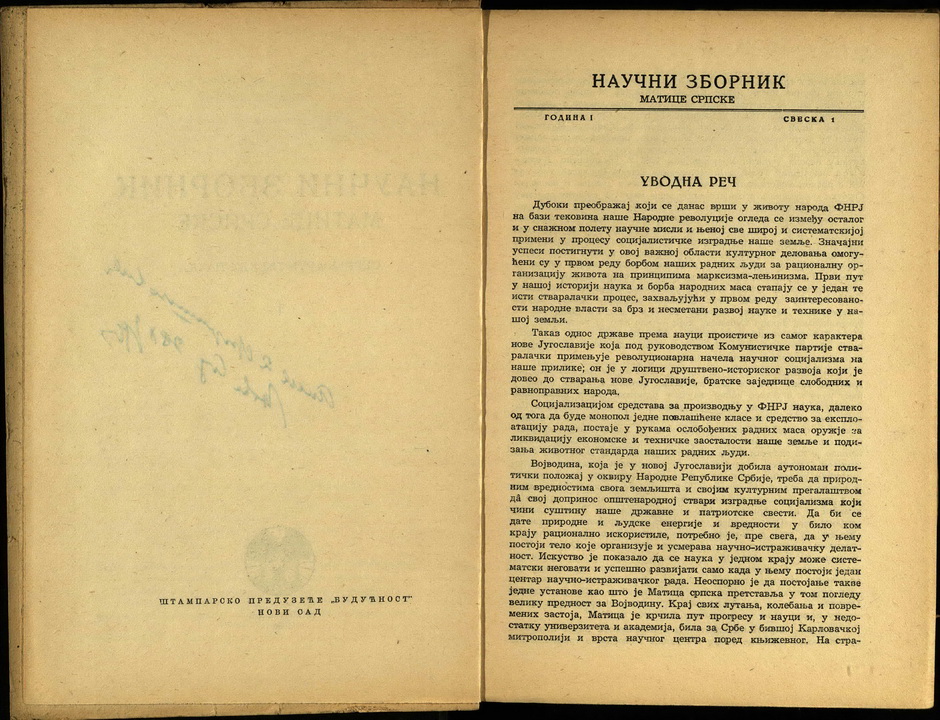 ШТАМПАРСКО ПРЕДУЗЕЋЕ „БУДУЋНОСТ“
НОВИ САД
НАУЧНИ ЗБОРНИК
МАТИЦЕ СРПСКЕ
ГОДИНА I
СВЕСКА 1
УВОДНА РЕЧ
Дубоки преображај који се данас врши у животу народа ФНРЈ
на бази тековина наше Народне револуције огледа се између осталог
и у снажном полету научне мисли и њеној све широј и систематскијој
примени у процесу социјалистичке изградње наше земље. Значајни
успеси постигнути у овој важној области културног деловања омогу-
ћени су у првом реду борбом наших радних људи за рационалну ор-
ганизацију живота на принципима марксизма-лењинизма. Први пут
у нашој историји наука и борба народних маса стапају се у један те
исти стваралачки процес, захваљујући у првом реду заинтересовано-
сти народне власти за брз и несметани развој науке и технике у на-
шој земљи.
Такав однос државе према науци проистиче из самог карактера
нове Југославије која под руководством Комунистичке партије ства-
ралачки примењује револуционарна начела научног социјализма на
наше прилике; он је у логици друштвено-историског развоја који је
довео до стварања нове Југославије, братске заједнице слободних и
равноправних народа.
Социјализацијом средстава за производњу у ФНРЈ наука, далеко
од тога да буде монопол једне повлашћене класе и средство за експло-
атацију рада, постаје у рукама ослобођених радних маса оружје за
ликвидацију економске и техничке заосталости наше земље и поди-
зања животног стандарда наших радних људи.
Војводина, која је у новој Југославији добила аутономан поли-
тички положај у оквиру Народне Републике Србије, треба да природ-
ним вредностима свога земљишта и својим културним прегалаштвом
да́ свој допринос општенародној ствари изградње социјализма који
чини суштину наше државне и патриотске свести. Да би се
дате природне и људске енергије и вредности у било ком
крају рационално искористиле, потребно је, пре свега, да у њему
постоји тело које организује и усмерава научно-истраживачку делат-
ност. Искуство је показало да се наука у једном крају може систе-
матски неговати и успешно развијати само када у њему постоји један
центар научно-истраживачког рада. Неоспорно је да постојање такве
једне установе као што је Матица српска претставља у том погледу
велику предност за Војводину. Крај свих лутања, колебања и повре-
мених застоја, Матица је крчила пут прогресу и науци и, у недо-
статку универзитета и академија, била за Србе у бившој Карловачкој
митрополији и врста научног центра поред књижевног. На стра-